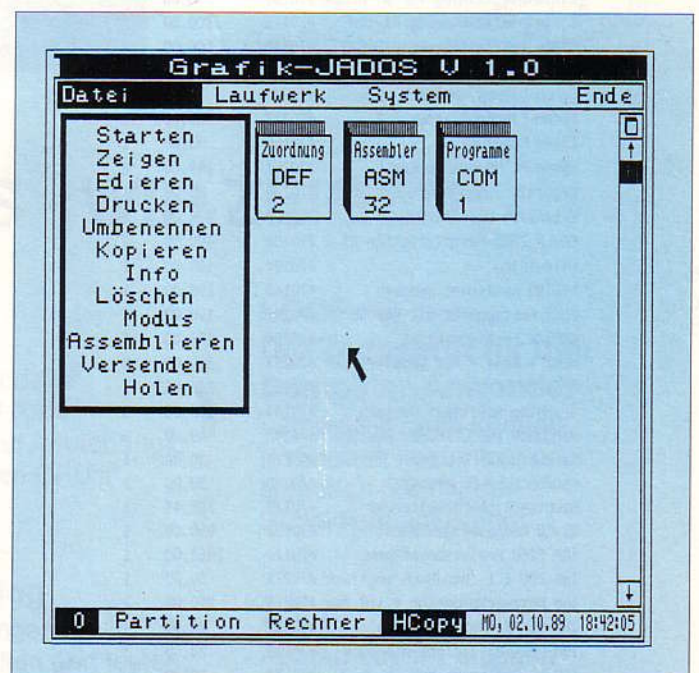 Grafik-JADOS V 1.0
Datei Laufwerk System Ende
Starten
Zeigen
Edieren
Drucken
Umbenennen
Kopieren
Info
Löschen
Modus
Assemblieren
Versenden
Holen
Zuordnung
DEF
2
Assembler
ASM
32
Programme
COM
1
0 Partition Rechner HCopy MO, 02.10.89 18:42:05